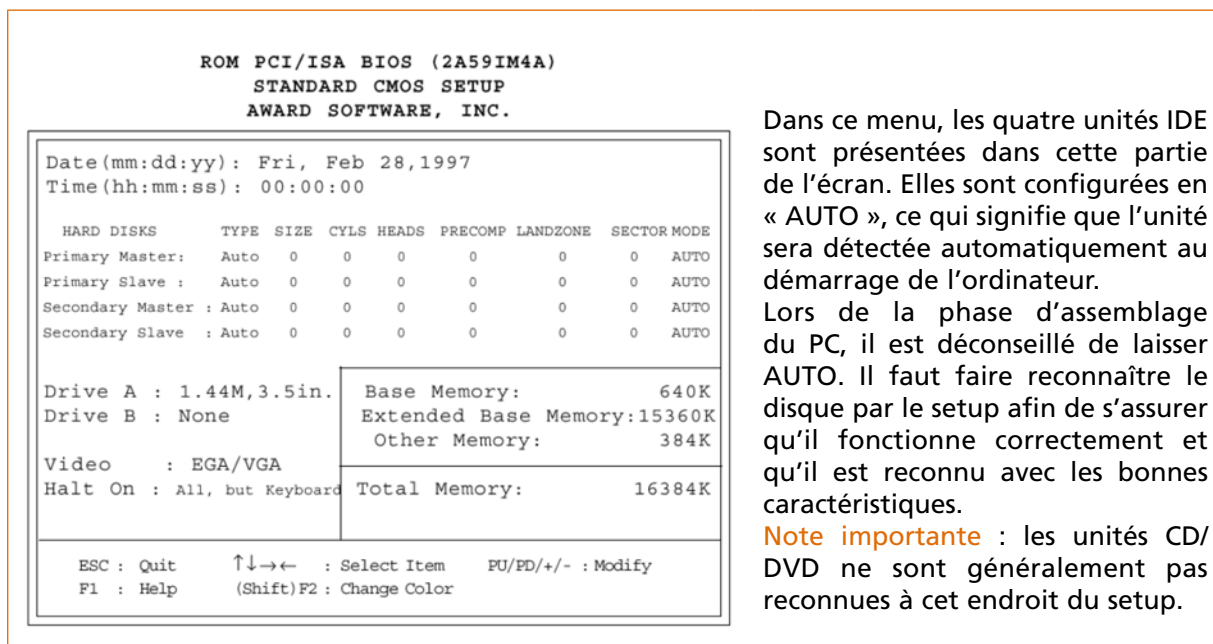 ROM PCI/ISA BIOS (2A59IM4A)
STANDARD CMOS SETUP
AWARD SOFTWARE, INC.
Date(mm:dd:yy): Fri, Feb 28,1997
Time(hh:mm:ss): 00:00:00
HARD DISKS TYPE SIZE CYLS HEADS PRECOMP LANDZONE SECTOR MODE
Primary Master: Auto 0 0 0 0 0 0 AUTO
Primary Slave : Auto 0 0 0 0 0 0 AUTO
Secondary Master : Auto 0 0 0 0 0 0 AUTO
Secondary Slave : Auto 0 0 0 0 0 0 AUTO
Drive A : 1.44M,3.5in.
Drive B : None
Video : EGA/VGA
Halt On : All, but Keyboard
Base Memory: 640K
Extended Base Memory:15360K
Other Memory: 384K
Total Memory: 16384K
ESC : Quit ↑↓→← : Select Item PU/PD/+/- : Modify
F1 : Help (Shift)F2 : Change Color
Dans ce menu, les quatre unités IDE
sont présentées dans cette partie
de l’écran. Elles sont configurées en
« AUTO », ce qui signifie que l’unité
sera détectée automatiquement au
démarrage de l’ordinateur.
Lors de la phase d’assemblage
du PC, il est déconseillé de laisser
AUTO. Il faut faire reconnaître le
disque par le setup afin de s’assurer
qu’il fonctionne correctement et
qu’il est reconnu avec les bonnes
caractéristiques.
Note importante : les unités CD/
DVD ne sont généralement pas
reconnues à cet endroit du setup.